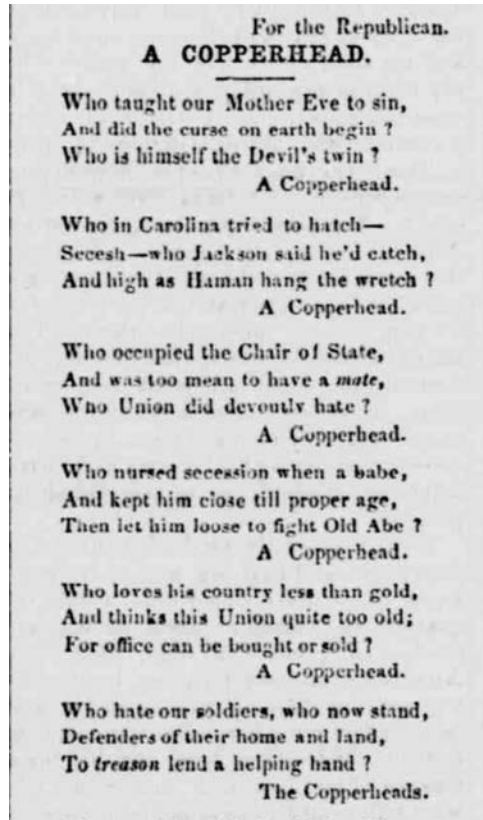 For the Republican.
A COPPERHEAD.
Who taught our Mother Eve to sin,
And did the curse on earth begin ?
Who is himself the Devil's twin ?
A Copperhead.
Who in Carolina tried to hatch—
Secesh—who Jackson said he'd catch,
And high as Haman hang the wretch ?
A Copperhead.
Who occupied the Chair of State,
And was too mean to have a mate,
Who Union did devoutly hate ?
A Copperhead.
Who nursed secession when a babe,
And kept him close till proper age,
Then let him loose to fight Old Abe ?
A Copperhead.
Who loves his country less than gold,
And thinks this Union quite too old;
For office can be bought or sold ?
A Copperhead.
Who hate our soldiers, who now stand,
Defenders of their home and land,
To treason lend a helping hand ?
The Copperheads.